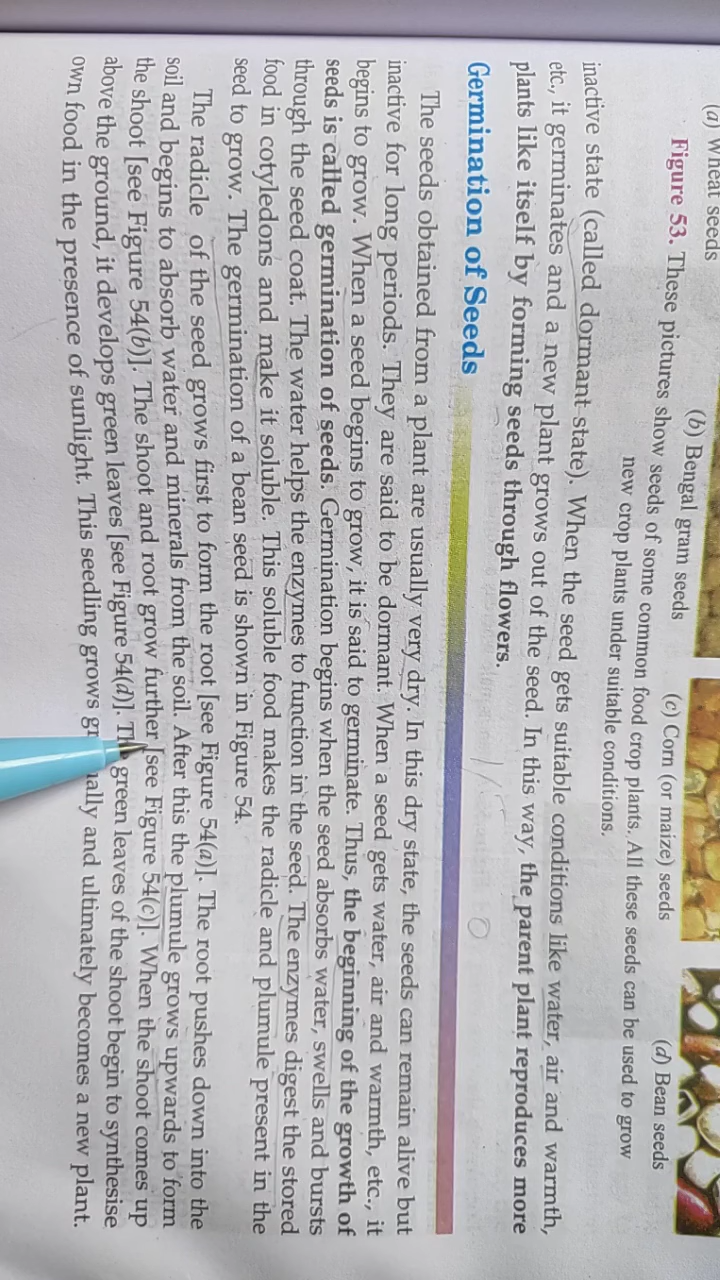 (a) Wheat seeds
(b) Bengal gram seeds
(c) Corn (or maize) seeds
(d) Bean seeds
Figure 53. These pictures show seeds of some common food crop plants. All these seeds can be used to grow
new crop plants under suitable conditions.
inactive state (called dormant state). When the seed gets suitable conditions like water, air and warmth,
etc., it germinates and a new plant grows out of the seed. In this way, the parent plant reproduces more
plants like itself by forming seeds through flowers.
Germination of Seeds
The seeds obtained from a plant are usually very dry. In this dry state, the seeds can remain alive but
inactive for long periods. They are said to be dormant. When a seed gets water, air and warmth, etc., it
begins to grow. When a seed begins to grow, it is said to germinate. Thus, the beginning of the growth of
seeds is called germination of seeds. Germination begins when the seed absorbs water, swells and bursts
through the seed coat. The water helps the enzymes to function in the seed. The enzymes digest the stored
food in cotyledons and make it soluble. This soluble food makes the radicle and plumule present in the
seed to grow. The germination of a bean seed is shown in Figure 54.
The radicle of the seed grows first to form the root [see Figure 54(a)]. The root pushes down into the
soil and begins to absorb water and minerals from the soil. After this the plumule grows upwards to form
the shoot [see Figure 54(b)]. The shoot and root grow further [see Figure 54(c)]. When the shoot comes up
above the ground, it develops green leaves [see Figure 54(d)]. green leaves of the shoot begin to synthesise
own food in the presence of sunlight. This seedling grows and ultimately becomes a new plant.